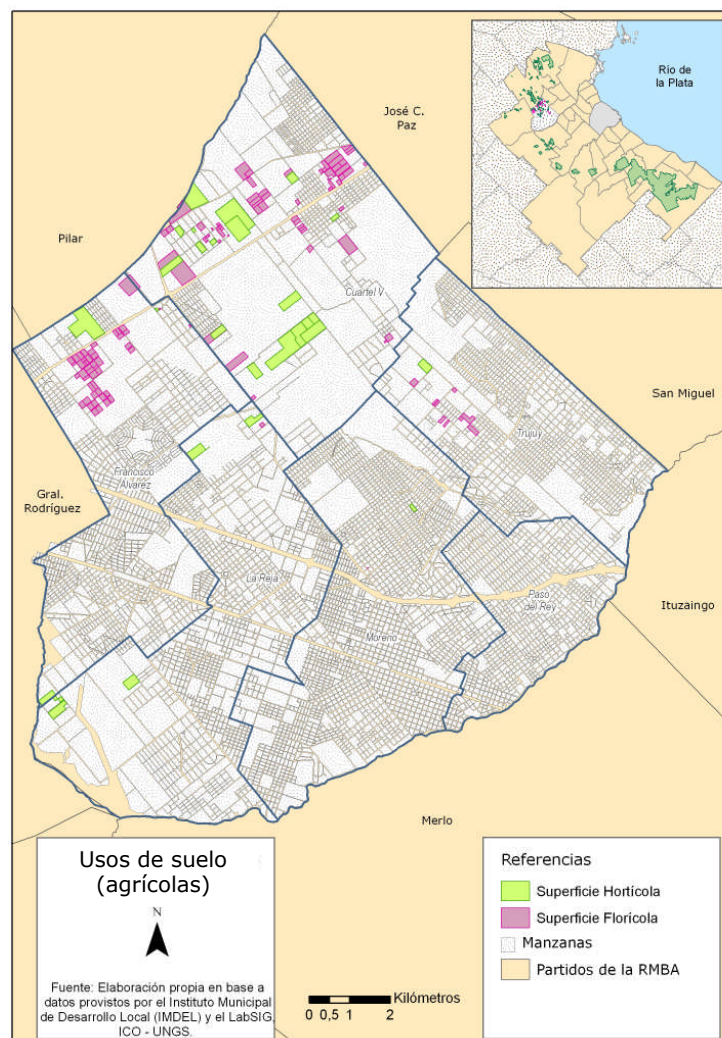 Rio de
la Plata
José C.
Paz
Pilar
Cuartel V
San Miguel
Trujuy
Francisco
Alvarez
Gral.
Rodríguez
La Reja
Paso
del Rey
Ituzaingo
Moreno
Merlo
Usos de suelo
(agrícolas)
N
Fuente: Elaboración propia en base a
datos provistos por el Instituto Municipal
de Desarrollo Local (IMDEL) y el LabSIG,
ICO - UNGS.
Kilómetros
0 0,5 1 2
Referencias
Superficie Hortícola
Superficie Florícola
Manzanas
Partidos de la RMBA